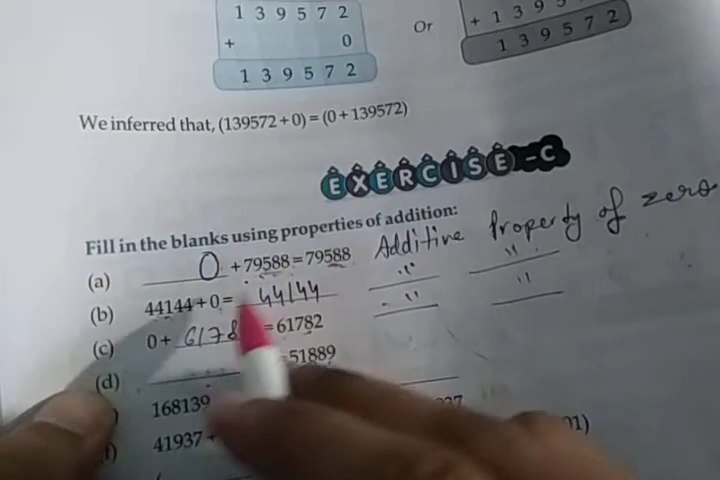 1 3 9 5 7 2
+ 0
1 3 9 5 7 2
Or
+ 1 3 9 5
1 3 9 5 7 2
We inferred that, (139572 + 0) = (0 + 139572)
EXERCISE-C
Fill in the blanks using properties of addition:
(a) 0 + 79588 = 79588 Additive Property of zero
(b) 44144 + 0 = 44144 " "
(c) 0 + 6178 = 61782 " "
(d) = 51889
168139
41937 +